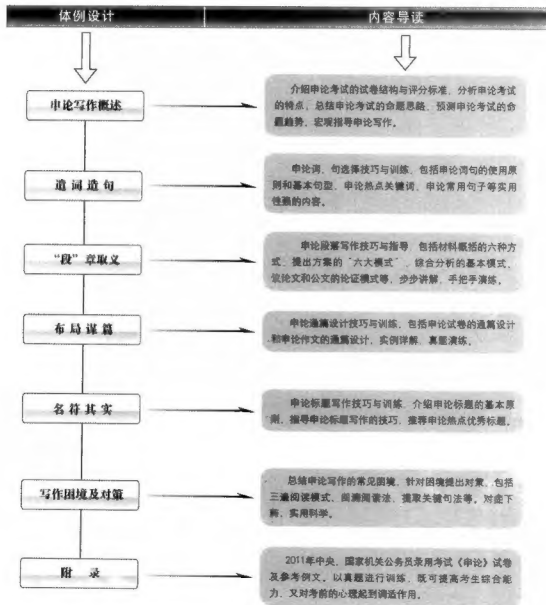 体例设计
内容导读
申论写作概述
介绍申论考试的试卷结构与评分标准、分析申论考试
的特点、总结申论考试的命题思路、预测申论考试的命
题趋势、宏观指导申论写作。
遣词造句
申论词、句选择技巧与训练，包括申论词句的使用原
则和基本句型、申论热点关键词、申论常用句子等实用
性强的内容。
“段”章取义
申论段落写作技巧与指导，包括材料概括的六种方
式、提出方案的“六大模式”、综合分析的基本模式、
议论文和公文的论证模式等，步步讲解、手把手演练。
布局谋篇
申论通篇设计技巧与训练，包括申论试卷的通篇设计
和申论作文的通篇设计，实例详解、真题演练。
名符其实
申论标题写作技巧与训练，介绍申论标题的基本原
则、指导申论标题写作的技巧、推荐申论热点优秀标题。
写作困境及对策
总结申论写作的常见困境，针对困境提出对策，包括
三遍阅读模式、回溯阅读法、提取关键句法等。对症下
药，实用科学。
附录
2011年中央、国家机关公务员录用考试《申论》试卷
及参考例文。以真题进行训练，既可提高考生综合能
力，又对考前的心理起到调适作用。